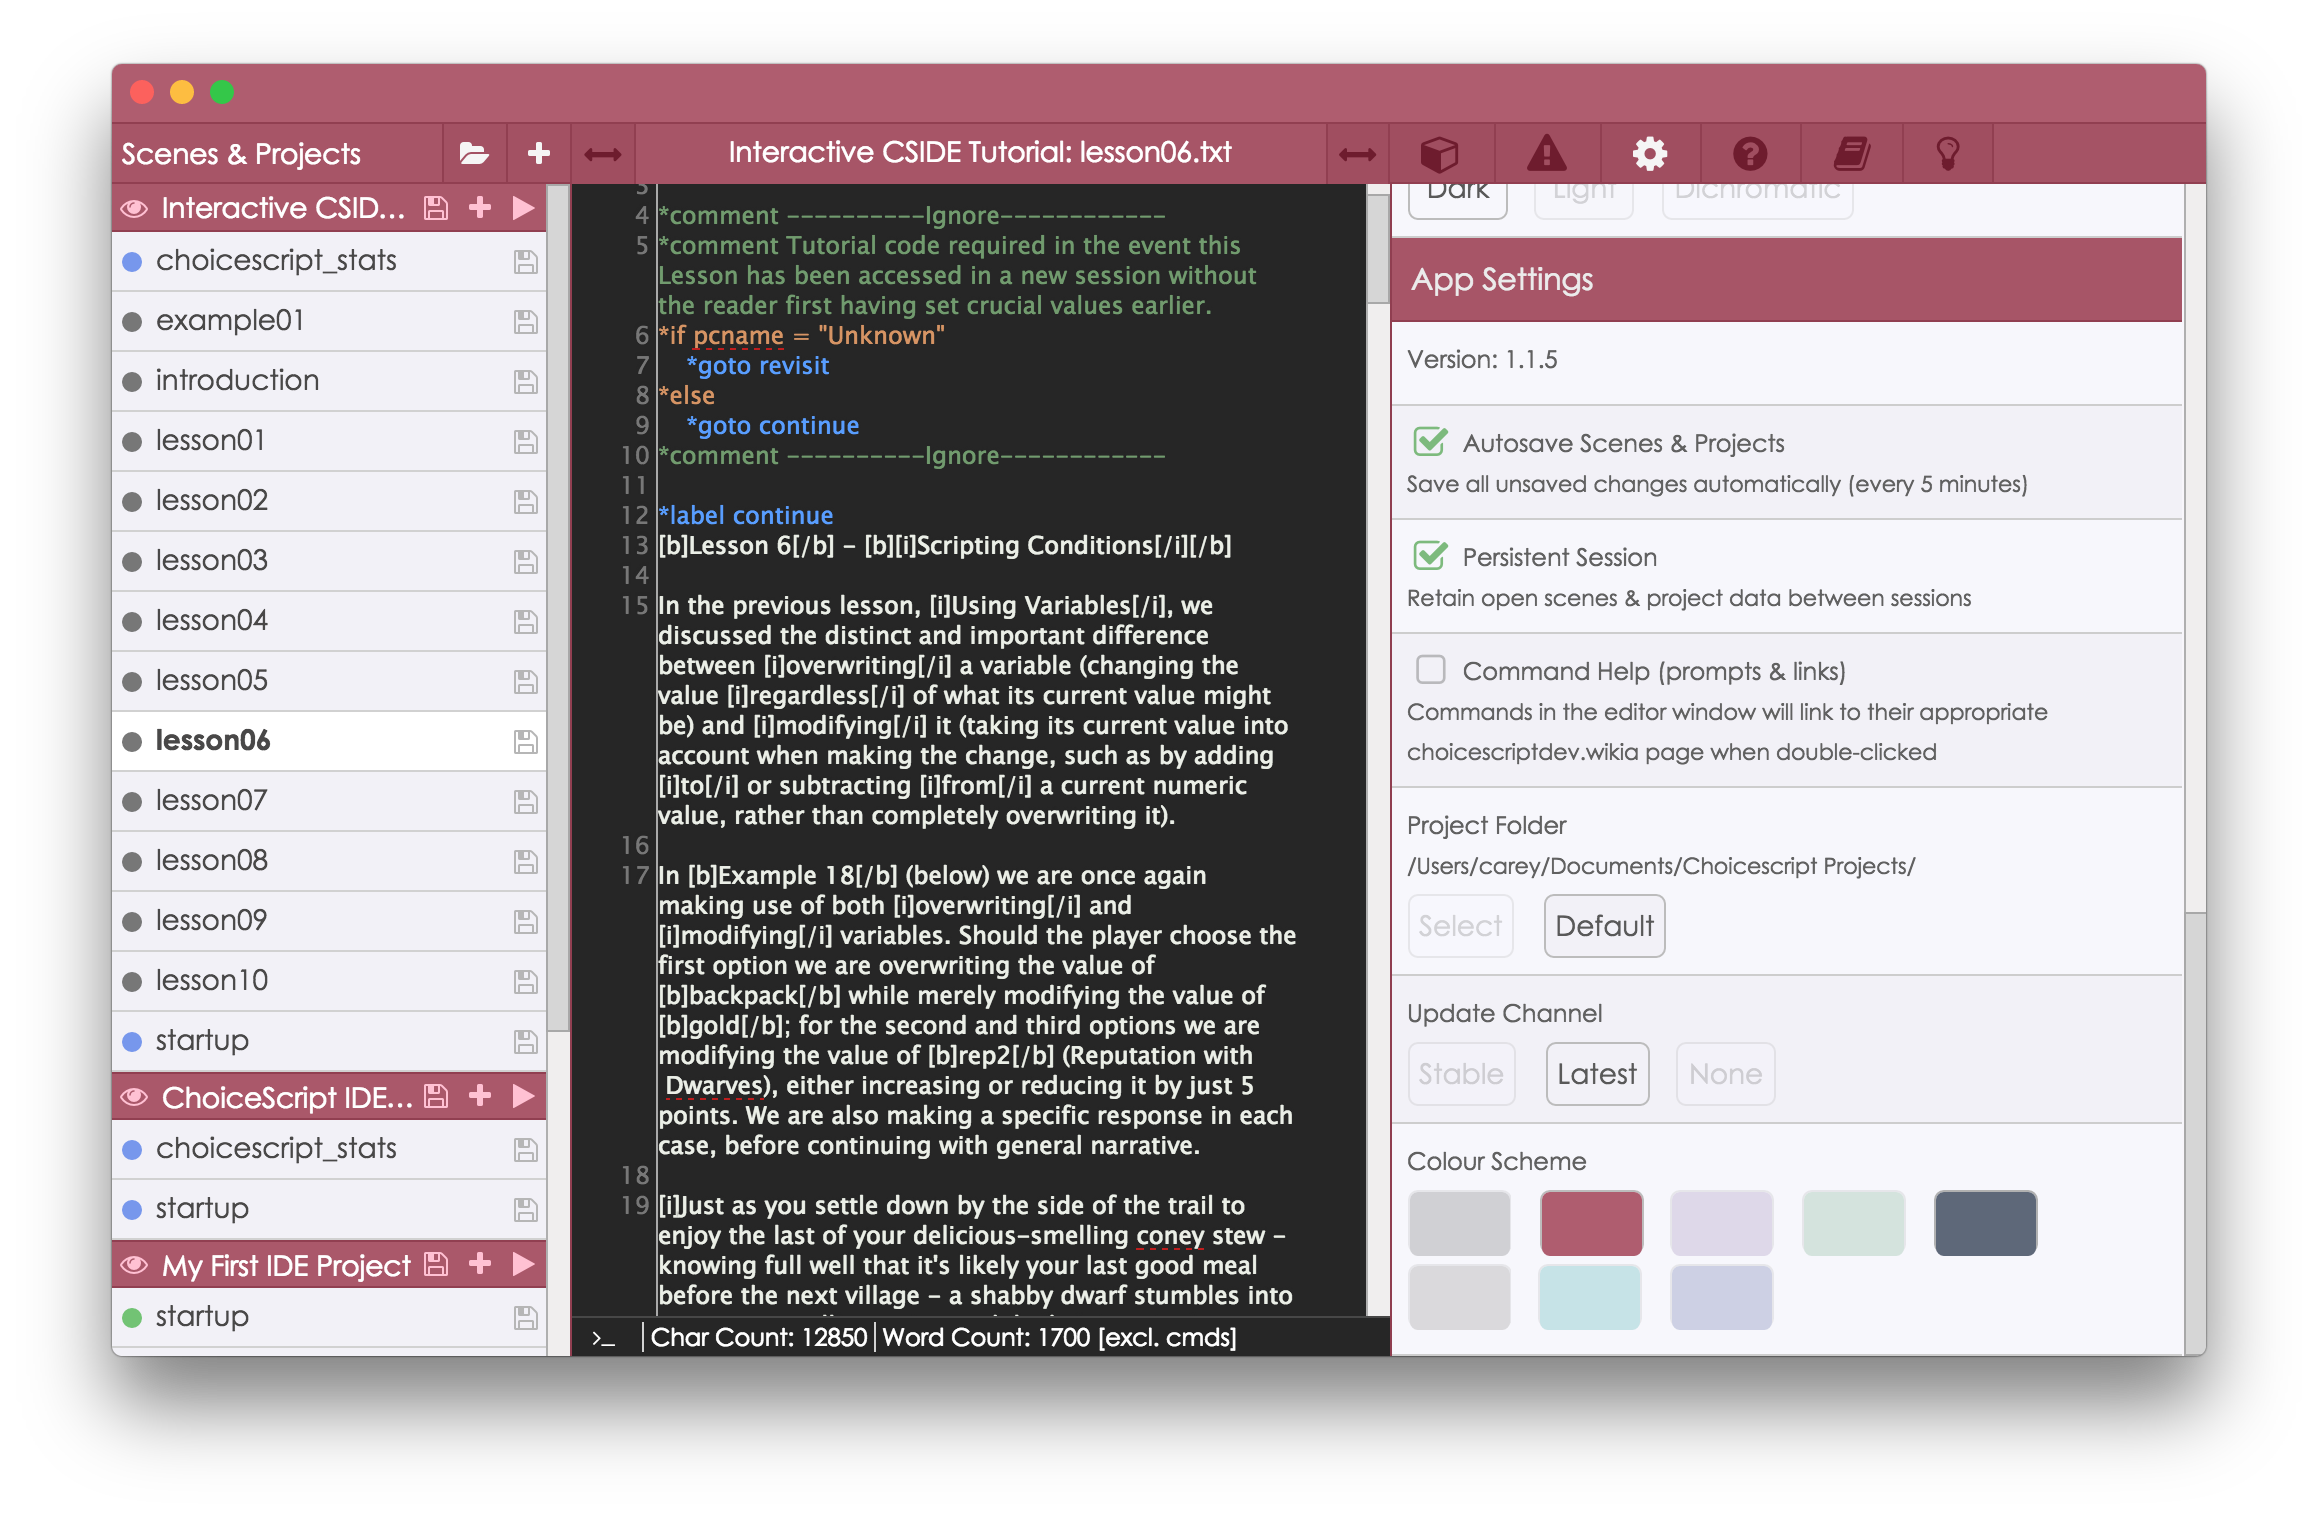 Scenes & Projects
Interactive CSIDE Tutorial: lesson06.txt
Interactive CSID...
choicescript_stats
example01
introduction
lesson01
lesson02
lesson03
lesson04
lesson05
lesson06
lesson07
lesson08
lesson09
lesson10
startup
ChoiceScript IDE...
choicescript_stats
startup
My First IDE Project
startup
3
4 *comment ----------Ignore------------
5 *comment Tutorial code required in the event this
Lesson has been accessed in a new session without
the reader first having set crucial values earlier.
6 *if pcname = "Unknown"
7 *goto revisit
8 *else
9 *goto continue
10 *comment ----------Ignore------------
11
12 *label continue
13 [b]Lesson 6[/b] - [b][i]Scripting Conditions[/i][/b]
14
15 In the previous lesson, [i]Using Variables[/i], we
discussed the distinct and important difference
between [i]overwriting[/i] a variable (changing the
value [i]regardless[/i] of what its current value might
be) and [i]modifying[/i] it (taking its current value into
account when making the change, such as by adding
[i]to[/i] or subtracting [i]from[/i] a current numeric
value, rather than completely overwriting it).
16
17 In [b]Example 18[/b] (below) we are once again
making use of both [i]overwriting[/i] and
[i]modifying[/i] variables. Should the player choose the
first option we are overwriting the value of
[b]backpack[/b] while merely modifying the value of
[b]gold[/b]; for the second and third options we are
modifying the value of [b]rep2[/b] (Reputation with
Dwarves), either increasing or reducing it by just 5
points. We are also making a specific response in each
case, before continuing with general narrative.
18
19 [i]Just as you settle down by the side of the trail to
enjoy the last of your delicious-smelling coney stew -
knowing full well that it's likely your last good meal
before the next village - a shabby dwarf stumbles into
>_ Char Count: 12850 Word Count: 1700 [excl. cmds]
Dark Light Dichromatic
App Settings
Version: 1.1.5
Autosave Scenes & Projects
Save all unsaved changes automatically (every 5 minutes)
Persistent Session
Retain open scenes & project data between sessions
Command Help (prompts & links)
Commands in the editor window will link to their appropriate
choicescriptdev.wikia page when double-clicked
Project Folder
/Users/carey/Documents/Choicescript Projects/
Select Default
Update Channel
Stable Latest None
Colour Scheme